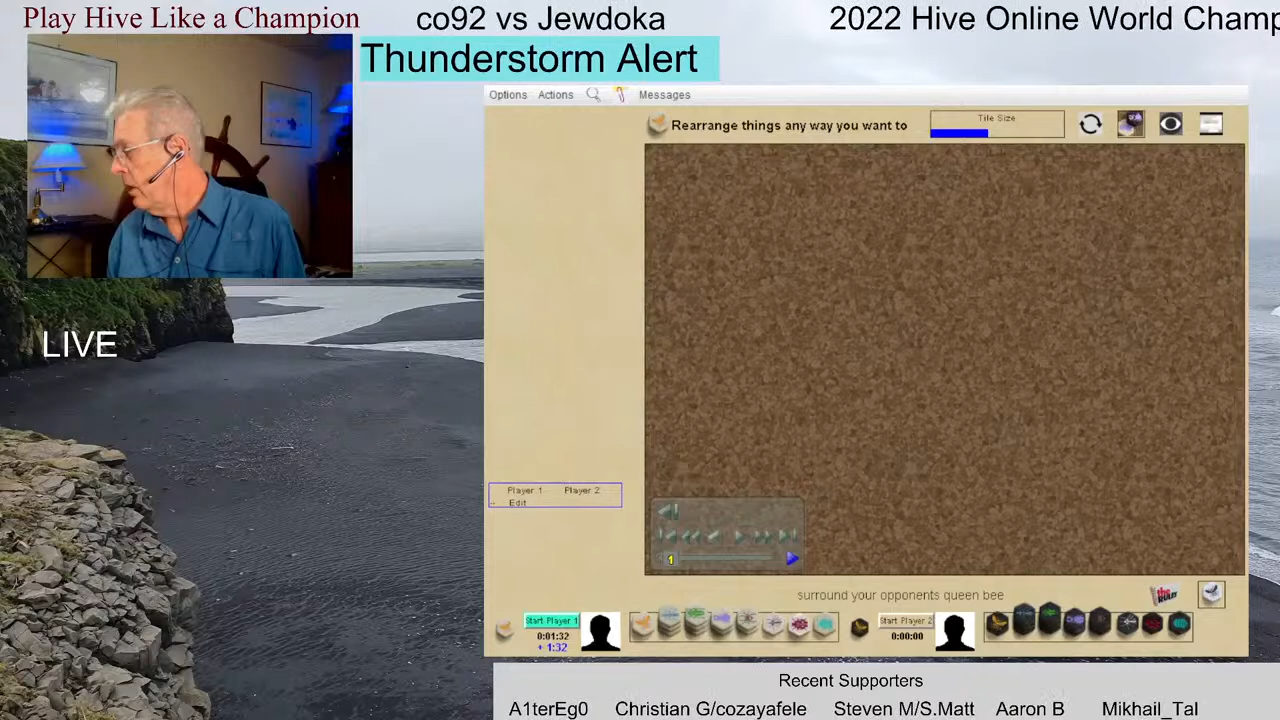 Play Hive Like a Champion
co92 vs Jewdoka
2022 Hive Online World Champ
Thunderstorm Alert
Options Actions Messages
Rearrange things any way you want to
Tile Size
LIVE
Player 1 Player 2
-- Edit
1
surround your opponents queen bee
the RULES
Start Player 1
0:01:32
+ 1:32
Start Player 2
0:00:00
Recent Supporters
A1terEg0 Christian G/cozayafele Steven M/S.Matt Aaron B Mikhail_Tal